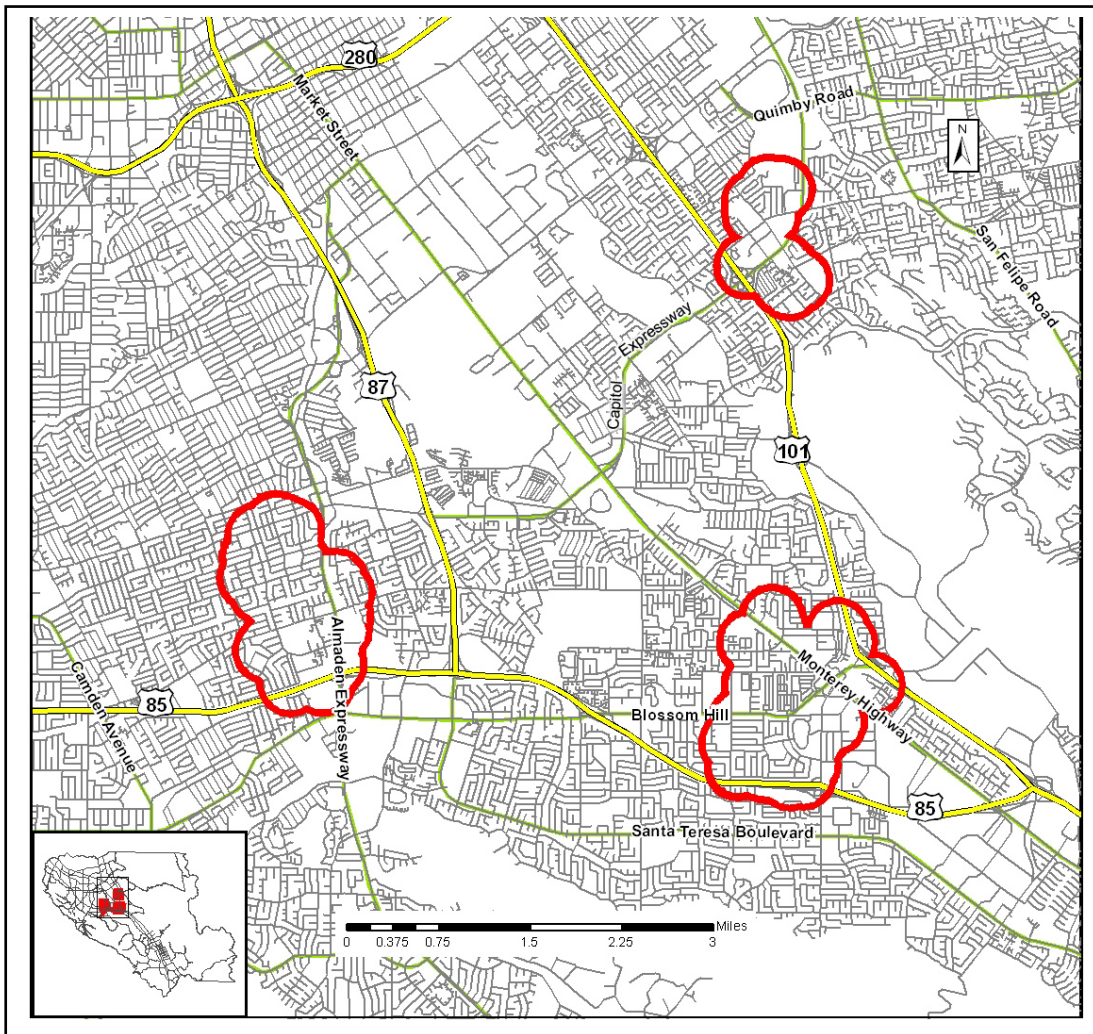 280
Market Street
Quimby Road
N
San Felipe Road
Expressway
Capitol
87
101
Almaden Expressway
Camden Avenue
85
Monterey Highway
Blossom Hill
85
Santa Teresa Boulevard
Miles
0 0.375 0.75 1.5 2.25 3